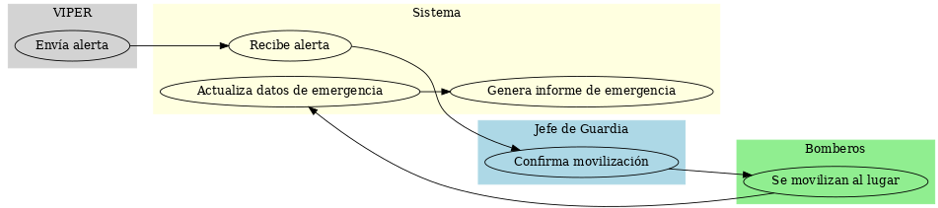 VIPER
Envía alerta
Sistema
Recibe alerta
Actualiza datos de emergencia
Genera informe de emergencia
Jefe de Guardia
Confirma movilización
Bomberos
Se movilizan al lugar